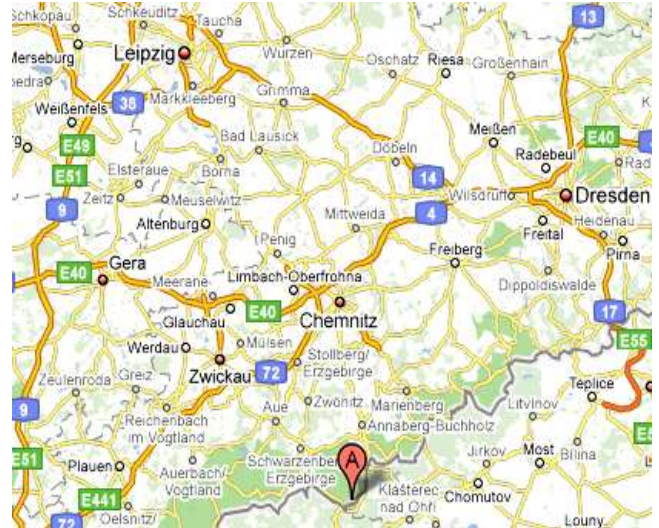 Schkopau
Schkeuditz
Taucha
13
Merseburg
Leipzig
Wurzen
Oschatz
Riesa
Großenhain
Markkleeberg
Grimma
38
Weißenfels
Meißen
E40
E49
Bad Lausick
Döbeln
Radebeul
E51
Elsteraue
Borna
14
Zeitz
Meuselwitz
Wilsdruff
Dresden
9
Altenburg
Mittweida
4
Freital
Heidenau
Penig
Freiberg
Pirna
Gera
E40
Meerane
Limbach-Oberfrohna
Dippoldiswalde
Glauchau
E40
Chemnitz
17
Werdau
Mülsen
Stollberg/
Erzgebirge
E55
Zwickau
72
Zeulenroda
Greiz
Zwönitz
Marienberg
Teplice
9
Reichenbach
im Vogtland
Aue
Annaberg-Buchholz
Litvínov
E51
Plauen
Auerbach/
Vogtland
Schwarzenberg
Erzgebirge
A
Klášterec
nad Ohří
Jirkov
Most
Bílina
Chomutov
E441
Oelsnitz/
72
Louny